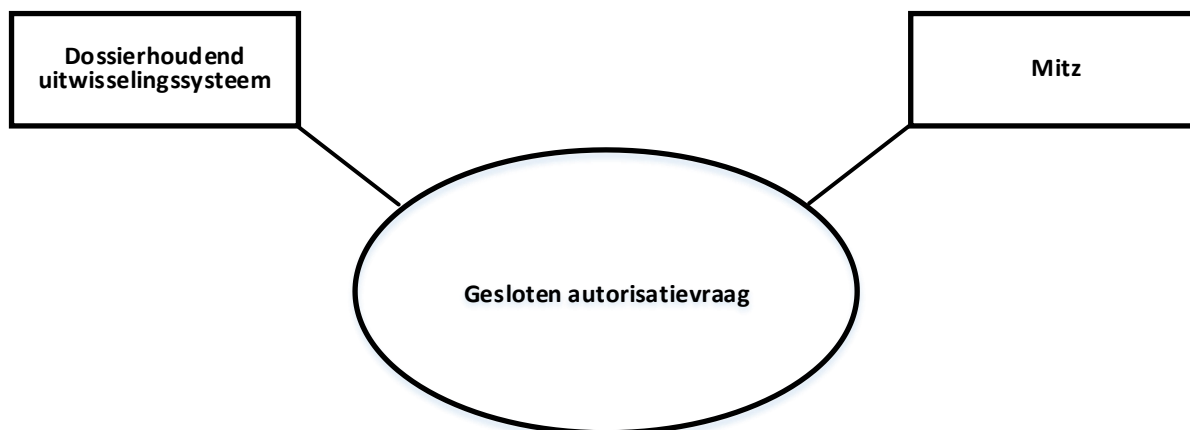 Dossierhoudend
uitwisselingssysteem
Mitz
Gesloten autorisatievraag